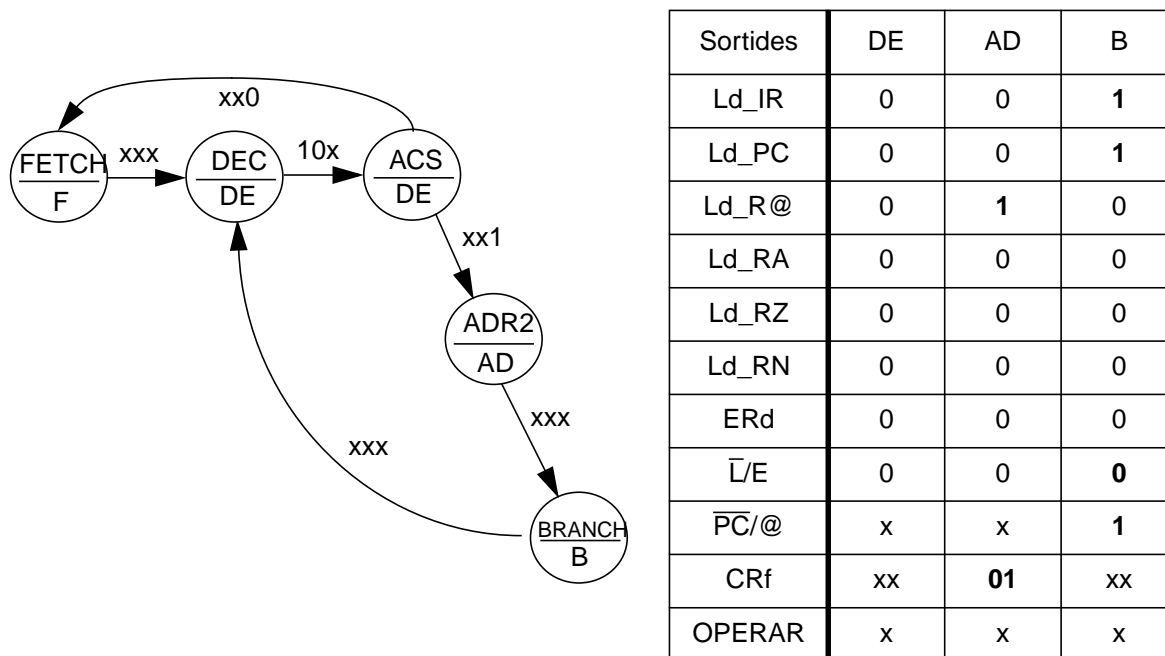 xx0
FETCH
F
xxx
DEC
DE
10x
ACS
DE
xx1
ADR2
AD
xxx
xxx
BRANCH
B
Sortides DE AD B
Ld_IR 0 0 1
Ld_PC 0 0 1
Ld_R@ 0 1 0
Ld_RA 0 0 0
Ld_RZ 0 0 0
Ld_RN 0 0 0
ERd 0 0 0
L̅/E 0 0 0
P̅C̅/@ x x 1
CRf xx 01 xx
OPERAR x x x